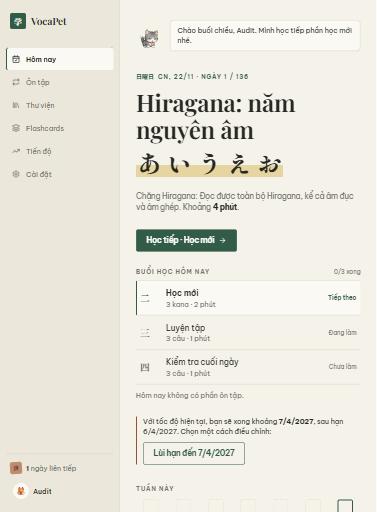 VocaPet
Hôm nay
Ôn tập
Thư viện
Flashcards
Tiến độ
Cài đặt
1 ngày liên tiếp
Audit
Chào buổi chiều, Audit. Mình học tiếp phần học mới
nhé.
日曜日 CN, 22/11 · NGÀY 1 / 136
Hiragana: năm
nguyên âm
あ い う え お
Chặng Hiragana: Đọc được toàn bộ Hiragana, kể cả âm đục
và âm ghép. Khoảng 4 phút.
Học tiếp · Học mới →
BUỔI HỌC HÔM NAY 0/3 xong
二 Học mới Tiếp theo
3 kana · 2 phút
三 Luyện tập Đang làm
3 câu · 1 phút
四 Kiểm tra cuối ngày Chưa làm
3 câu · 1 phút
Hôm nay không có phần ôn tập.
Với tốc độ hiện tại, bạn sẽ xong khoảng 7/4/2027, sau hạn
6/4/2027. Chọn một cách điều chỉnh:
Lùi hạn đến 7/4/2027
TUẦN NÀY